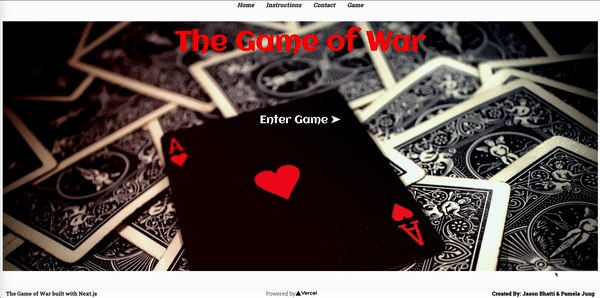 Home Instructions Contact Game
The Game of War
Enter Game ➤
A
A
The Game of War built with Next.js
Powered by ▲Vercel
Created By: Jason Bhatti & Pamela Jung